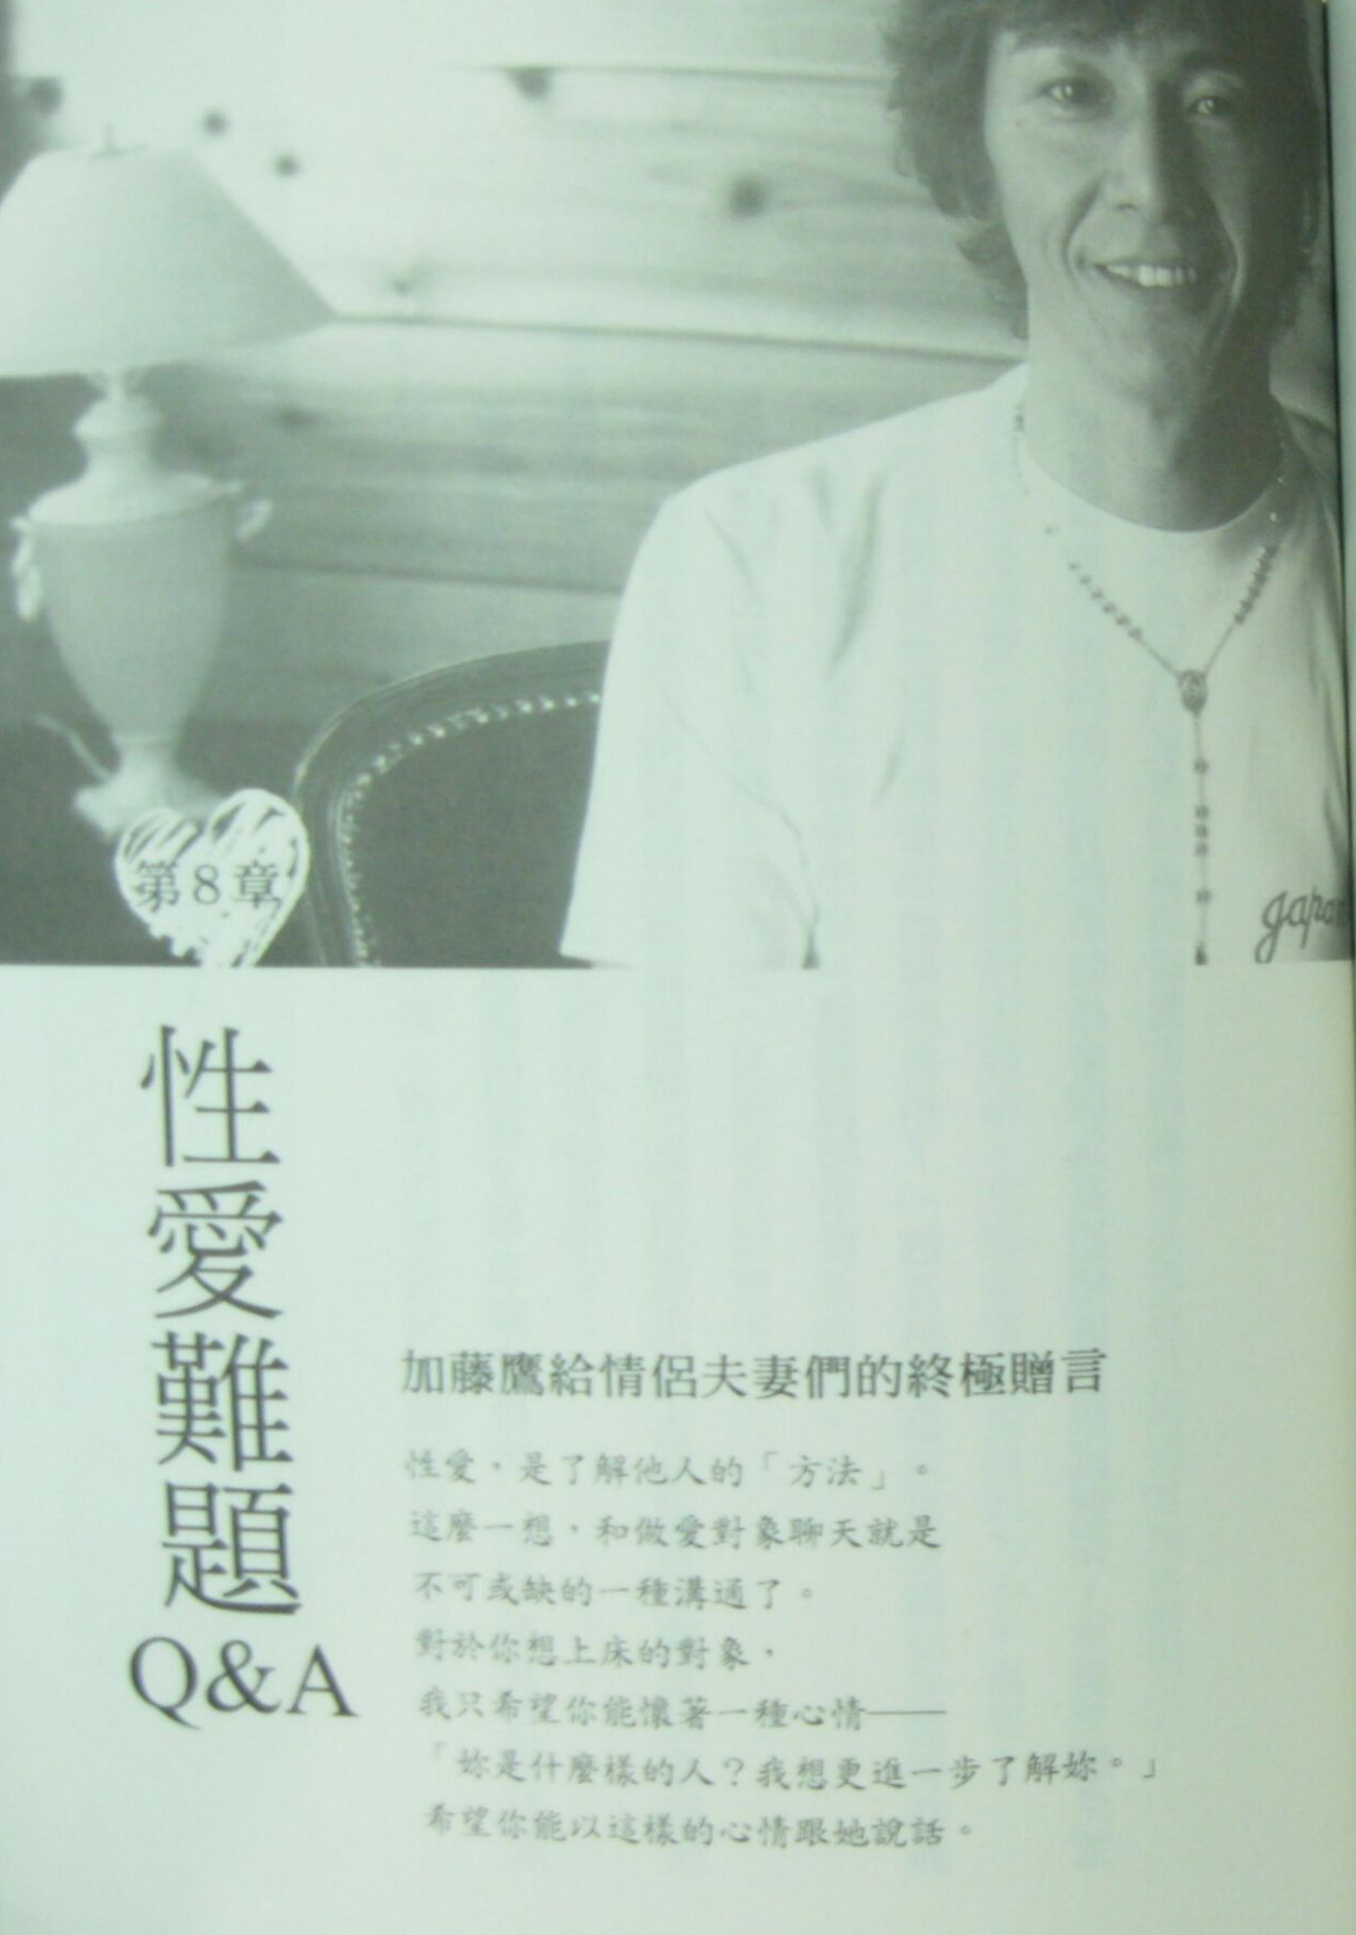 第8章
japan
性愛難題
Q&A
加藤鷹給情侶夫妻們的終極贈言
性愛，是了解他人的「方法」。
這麼一想，和做愛對象聊天就是
不可或缺的一種溝通了。
對於你想上床的對象，
我只希望你能懷著一種心情——
「妳是什麼樣的人？我想更進一步了解妳。」
希望你能以這樣的心情跟她說話。